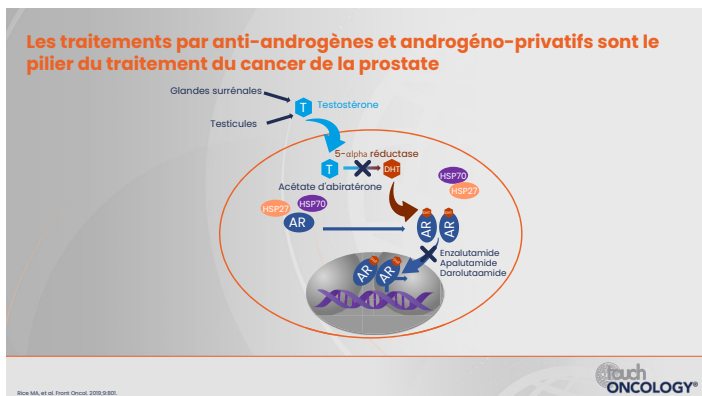 Les traitements par anti-androgènes et androgéno-privatifs sont le
pilier du traitement du cancer de la prostate
Glandes surrénales
T Testostérone
Testicules
5-alpha réductase
T
DHT
Acétate d'abiratérone
HSP70
HSP27
HSP27
HSP70
AR
AR
AR
Enzalutamide
Apalutamide
Darolutaamide
AR
AR
Rice MA, et al. Front Oncol. 2019;9:801.
touch
ONCOLOGY®